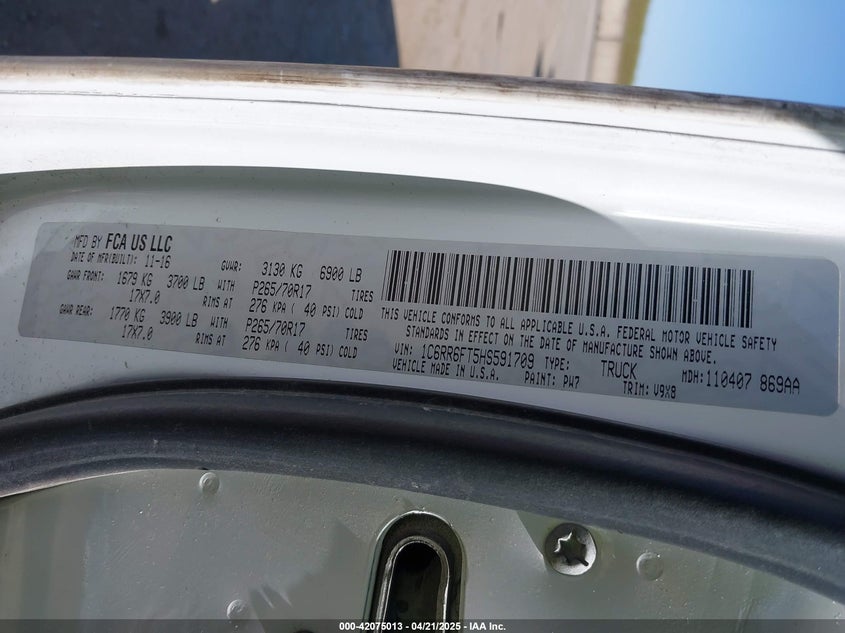 MFD BY FCA US LLC
DATE OF MFR(BUILT): 11-16 GVWR: 3130 KG 6900 LB
GAWR FRONT: 1679 KG 3700 LB WITH P265/70R17 TIRES
17X7.0 RIMS AT 276 KPA ( 40 PSI) COLD
GAWR REAR: 1770 KG 3900 LB WITH P265/70R17 TIRES
17X7.0 RIMS AT 276 KPA ( 40 PSI) COLD
THIS VEHICLE CONFORMS TO ALL APPLICABLE U.S.A. FEDERAL MOTOR VEHICLE SAFETY
STANDARDS IN EFFECT ON THE DATE OF MANUFACTURE SHOWN ABOVE.
VIN: 1C6RR6FT5HS591709 TYPE: TRUCK MDH: 110407 869AA
VEHICLE MADE IN U.S.A. PAINT: PW7 TRIM: V9X8
000-42075013 - 04/21/2025 - IAA Inc.